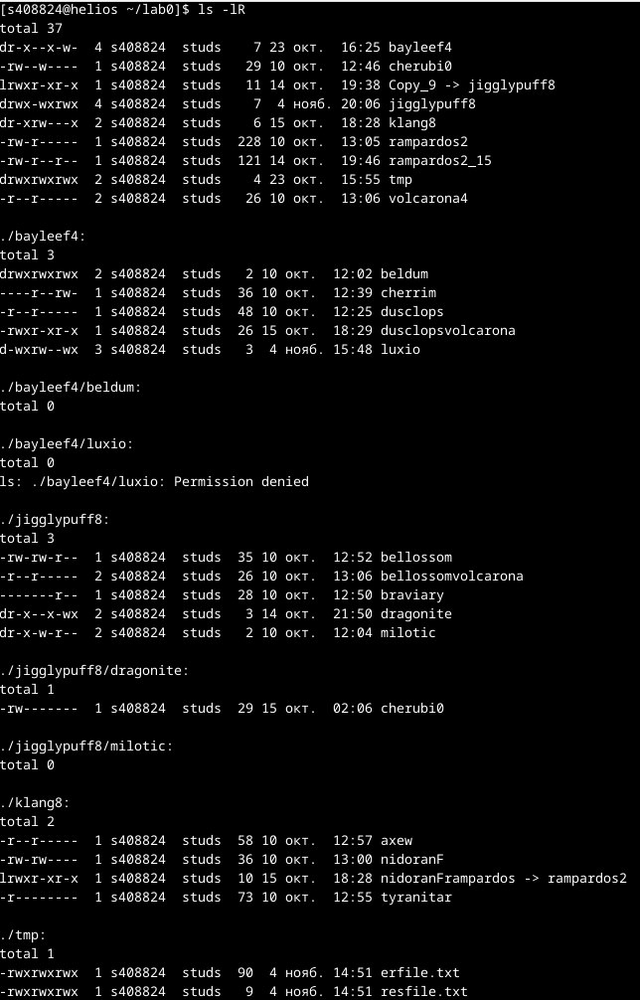 [s408824@helios ~/lab0]$ ls -lR
total 37
dr-x--x-w-  4 s408824  studs    7 23 окт.  16:25 bayleef4
-rw--w----  1 s408824  studs   29 10 окт.  12:46 cherubi0
lrwxr-xr-x  1 s408824  studs   11 14 окт.  19:38 Copy_9 -> jigglypuff8
drwx-wxrwx  4 s408824  studs    7  4 нояб. 20:06 jigglypuff8
dr-xrw---x  2 s408824  studs    6 15 окт.  18:28 klang8
-rw-r-----  1 s408824  studs  228 10 окт.  13:05 rampardos2
-rw-r--r--  1 s408824  studs  121 14 окт.  19:46 rampardos2_15
drwxrwxrwx  2 s408824  studs    4 23 окт.  15:55 tmp
-r--r-----  2 s408824  studs   26 10 окт.  13:06 volcarona4

./bayleef4:
total 3
drwxrwxrwx  2 s408824  studs   2 10 окт.  12:02 beldum
----r--rw-  1 s408824  studs  36 10 окт.  12:39 cherrim
-r--r-----  1 s408824  studs  48 10 окт.  12:25 dusclops
-rwxr-xr-x  1 s408824  studs  26 15 окт.  18:29 dusclopsvolcarona
d-wxrw--wx  3 s408824  studs   3  4 нояб. 15:48 luxio

./bayleef4/beldum:
total 0

./bayleef4/luxio:
total 0
ls: ./bayleef4/luxio: Permission denied

./jigglypuff8:
total 3
-rw-rw-r--  1 s408824  studs  35 10 окт.  12:52 bellossom
-r--r-----  2 s408824  studs  26 10 окт.  13:06 bellossomvolcarona
-------r--  1 s408824  studs  28 10 окт.  12:50 braviary
dr-x--x-wx  2 s408824  studs   3 14 окт.  21:50 dragonite
dr-x-w-r--  2 s408824  studs   2 10 окт.  12:04 milotic

./jigglypuff8/dragonite:
total 1
-rw-------  1 s408824  studs  29 15 окт.  02:06 cherubi0

./jigglypuff8/milotic:
total 0

./klang8:
total 2
-r--r-----  1 s408824  studs  58 10 окт.  12:57 axew
-rw-rw----  1 s408824  studs  36 10 окт.  13:00 nidoranF
lrwxr-xr-x  1 s408824  studs  10 15 окт.  18:28 nidoranFrampardos -> rampardos2
-r--------  1 s408824  studs  73 10 окт.  12:55 tyranitar

./tmp:
total 1
-rwxrwxrwx  1 s408824  studs  90  4 нояб. 14:51 erfile.txt
-rwxrwxrwx  1 s408824  studs   9  4 нояб. 14:51 resfile.txt